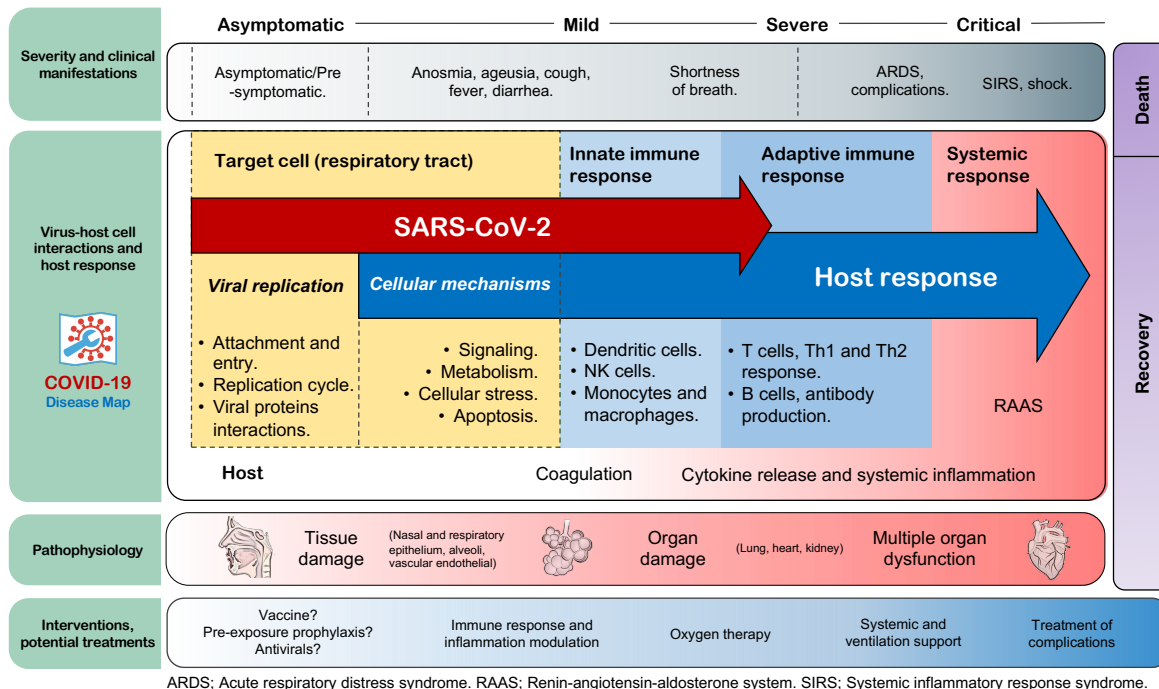 Asymptomatic Mild Severe Critical
Severity and clinical
manifestations
Asymptomatic/Pre
-symptomatic.
Anosmia, ageusia, cough,
fever, diarrhea.
Shortness
of breath.
ARDS,
complications.
SIRS, shock.
Death
Recovery
Virus-host cell
interactions and
host response
COVID-19
Disease Map
Target cell (respiratory tract)
Innate immune
response
Adaptive immune
response
Systemic
response
SARS-CoV-2
Host response
Viral replication
Cellular mechanisms
• Attachment and
entry.
• Replication cycle.
• Viral proteins
interactions.
• Signaling.
• Metabolism.
• Cellular stress.
• Apoptosis.
• Dendritic cells.
• NK cells.
• Monocytes and
macrophages.
• T cells, Th1 and Th2
response.
• B cells, antibody
production.
RAAS
Host
Coagulation
Cytokine release and systemic inflammation
Pathophysiology
Tissue
damage
(Nasal and respiratory
epithelium, alveoli,
vascular endothelial)
Organ
damage
(Lung, heart, kidney)
Multiple organ
dysfunction
Interventions,
potential treatments
Vaccine?
Pre-exposure prophylaxis?
Antivirals?
Immune response and
inflammation modulation
Oxygen therapy
Systemic and
ventilation support
Treatment of
complications
ARDS; Acute respiratory distress syndrome. RAAS; Renin-angiotensin-aldosterone system. SIRS; Systemic inflammatory response syndrome.